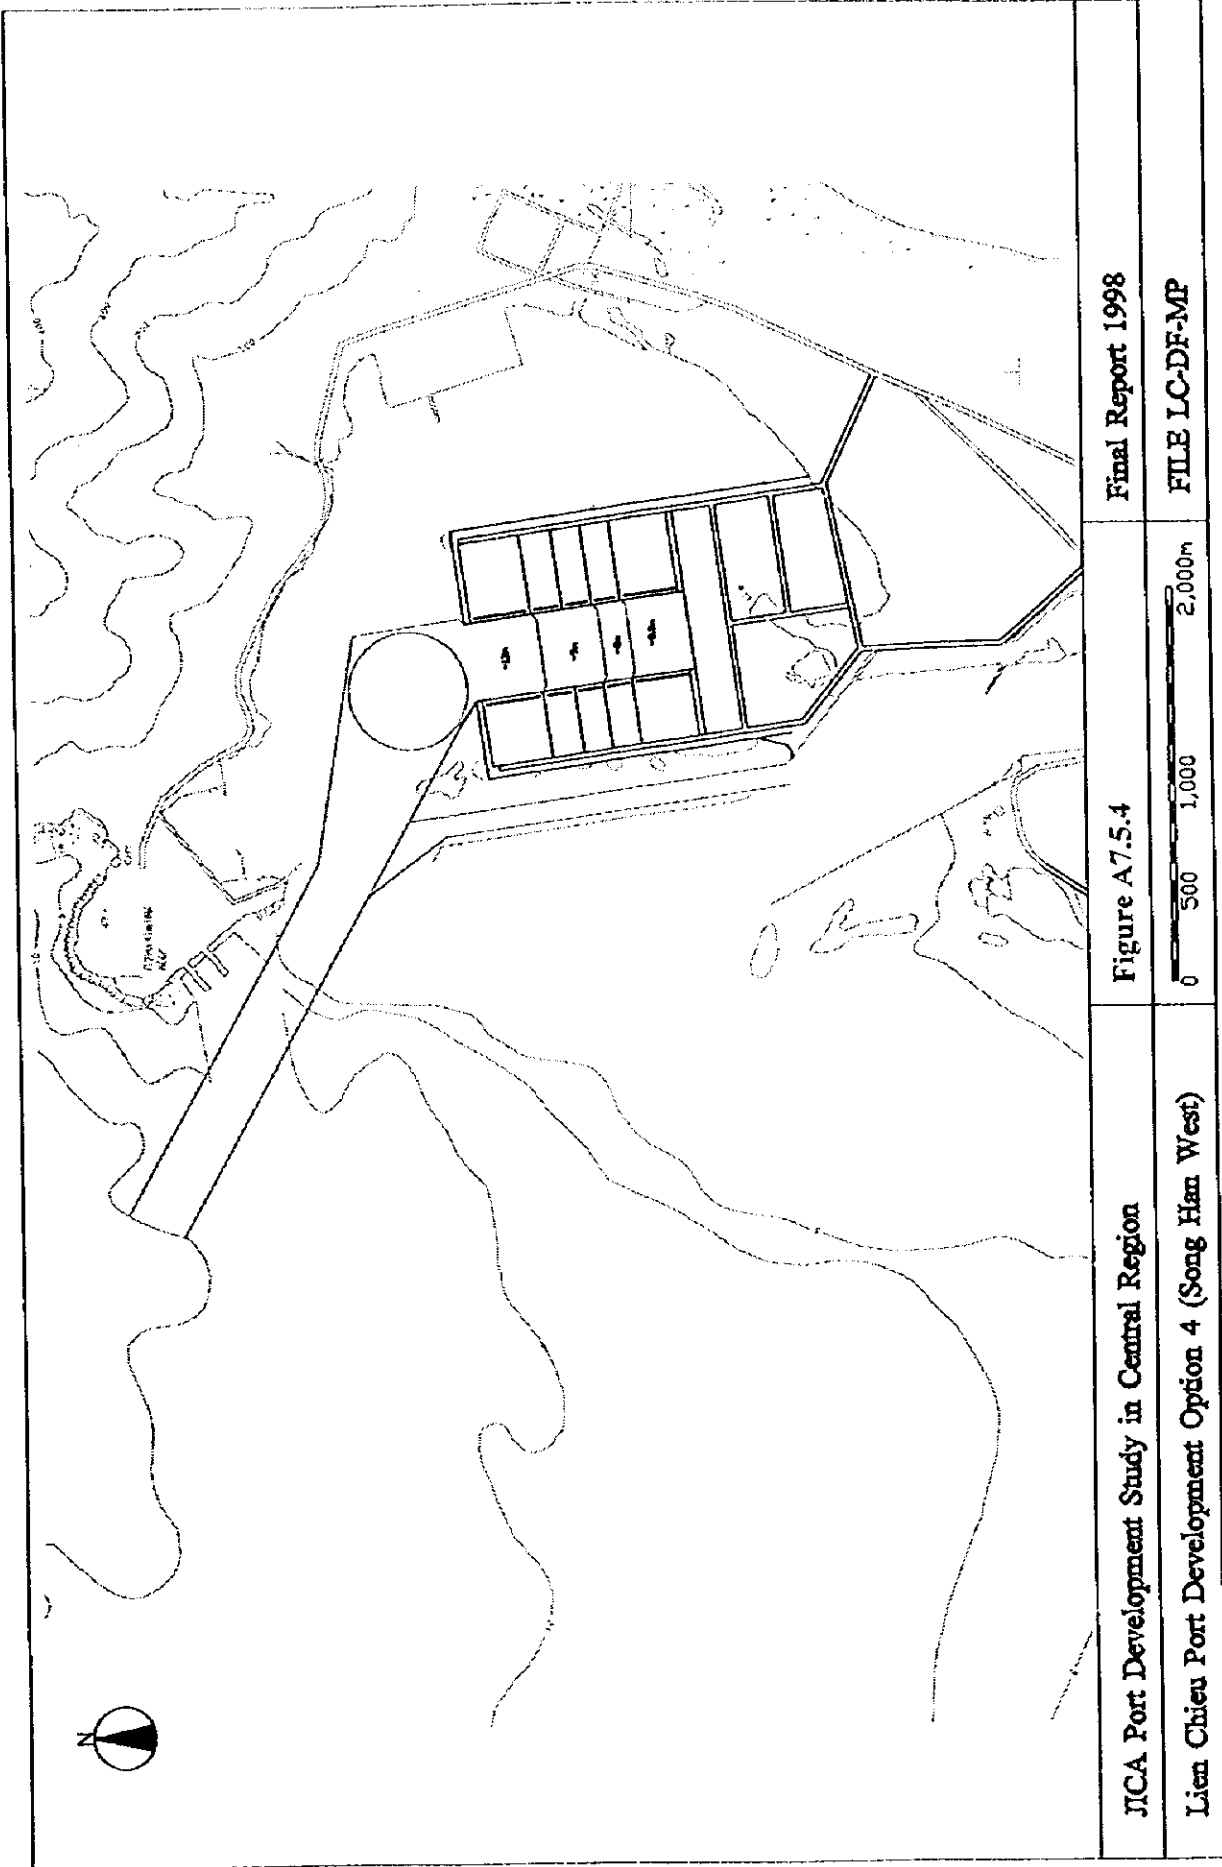 N
JICA Port Development Study in Central Region
Figure A7.5.4
Final Report 1998
Lien Chieu Port Development Option 4 (Song Han West)
0 500 1,000 2,000m
FILE LC-DF-MP